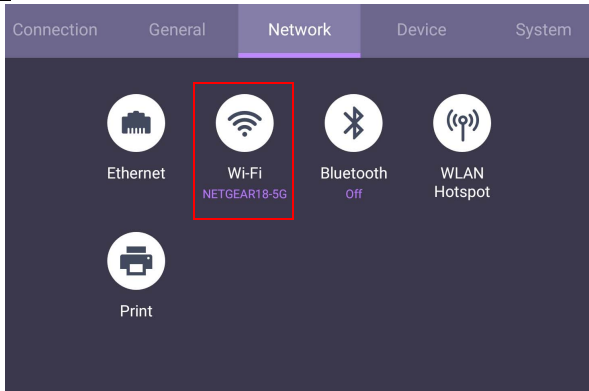 Connection General Network Device System
Ethernet Wi-Fi Bluetooth WLAN
NETGEAR18-5G Off Hotspot
Print